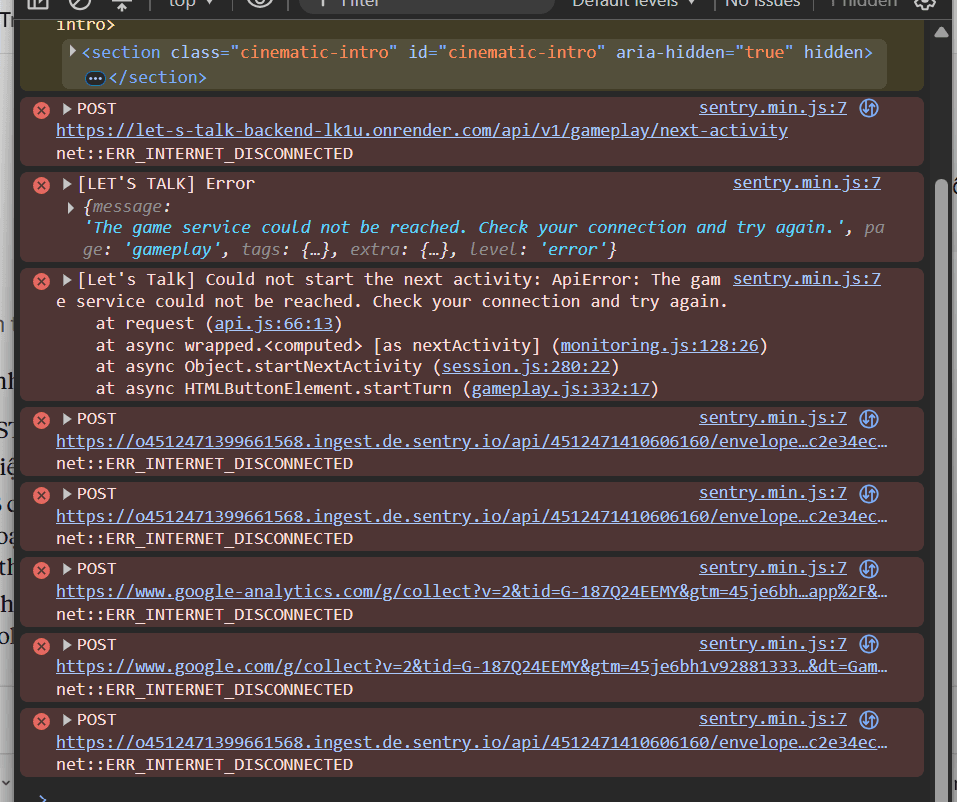 top
Filter
Default levels
No Issues
1 hidden
intro>
<section class="cinematic-intro" id="cinematic-intro" aria-hidden="true" hidden>
</section>
POST sentry.min.js:7
https://let-s-talk-backend-lk1u.onrender.com/api/v1/gameplay/next-activity
net::ERR_INTERNET_DISCONNECTED
[LET'S TALK] Error sentry.min.js:7
{message:
'The game service could not be reached. Check your connection and try again.', pa
ge: 'gameplay', tags: {…}, extra: {…}, level: 'error'}
[Let's Talk] Could not start the next activity: ApiError: The gam sentry.min.js:7
e service could not be reached. Check your connection and try again.
at request (api.js:66:13)
at async wrapped.<computed> [as nextActivity] (monitoring.js:128:26)
at async Object.startNextActivity (session.js:280:22)
at async HTMLButtonElement.startTurn (gameplay.js:332:17)
POST sentry.min.js:7
https://o4512471399661568.ingest.de.sentry.io/api/4512471410606160/envelope…c2e34ec…
net::ERR_INTERNET_DISCONNECTED
POST sentry.min.js:7
https://o4512471399661568.ingest.de.sentry.io/api/4512471410606160/envelope…c2e34ec…
net::ERR_INTERNET_DISCONNECTED
POST sentry.min.js:7
https://www.google-analytics.com/g/collect?v=2&tid=G-187Q24EEMY&gtm=45je6bh…app%2F&…
net::ERR_INTERNET_DISCONNECTED
POST sentry.min.js:7
https://www.google.com/g/collect?v=2&tid=G-187Q24EEMY&gtm=45je6bh1v92881333…&dt=Gam…
net::ERR_INTERNET_DISCONNECTED
POST sentry.min.js:7
https://o4512471399661568.ingest.de.sentry.io/api/4512471410606160/envelope…c2e34ec…
net::ERR_INTERNET_DISCONNECTED